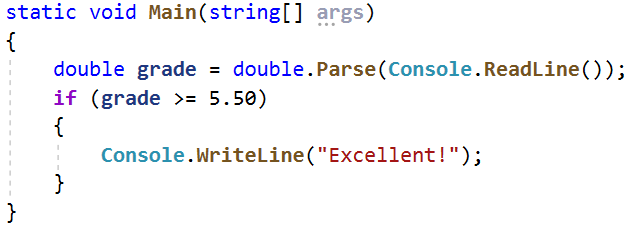 static void Main(string[] args)
{
    double grade = double.Parse(Console.ReadLine());
    if (grade >= 5.50)
    {
        Console.WriteLine("Excellent!");
    }
}